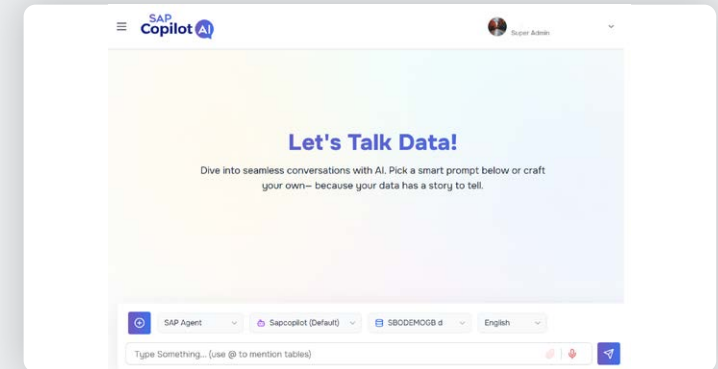 SAP
Copilot AI
Super Admin
Let's Talk Data!
Dive into seamless conversations with AI. Pick a smart prompt below or craft
your own— because your data has a story to tell.
SAP Agent
Sapcopilot (Default)
SBODEMOGB d
English
Type Something... (use @ to mention tables)